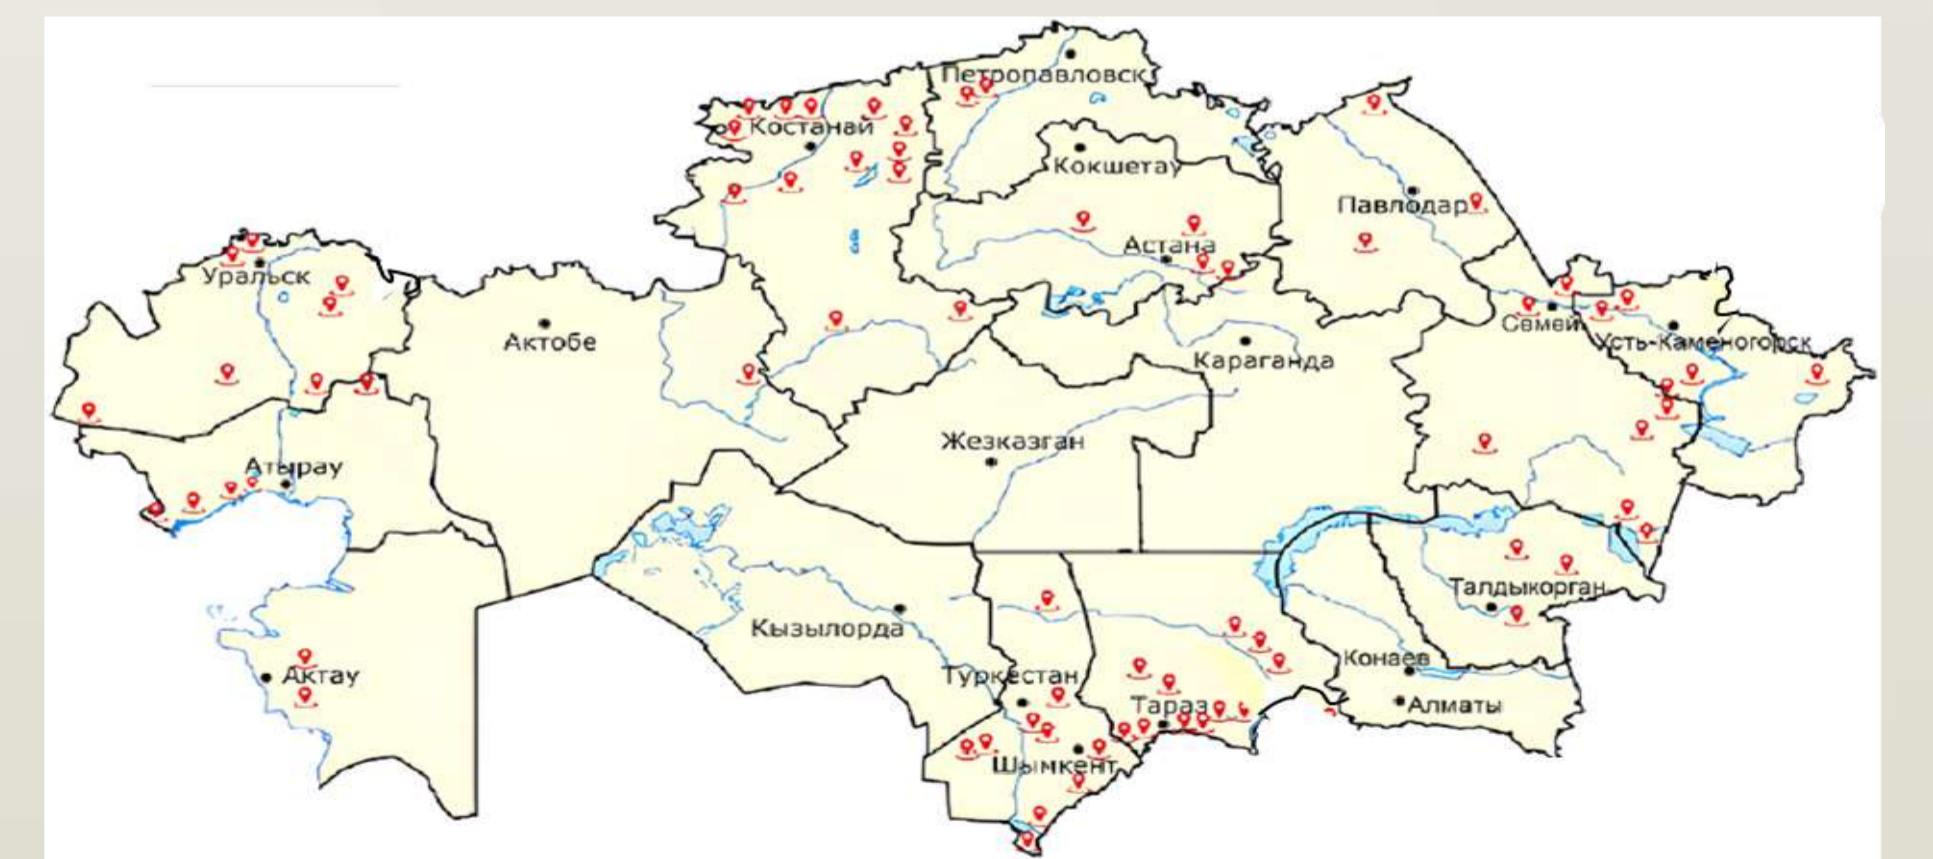 Петропавловск
Костанай
Кокшетау
Павлодар
Астана
Уральск
Актобе
Семей
Усть-Каменогорск
Караганда
Жезказган
Атырау
Талдыкорган
Кызылорда
Конаев
Туркестан
Актау
Тараз
Алматы
Шымкент